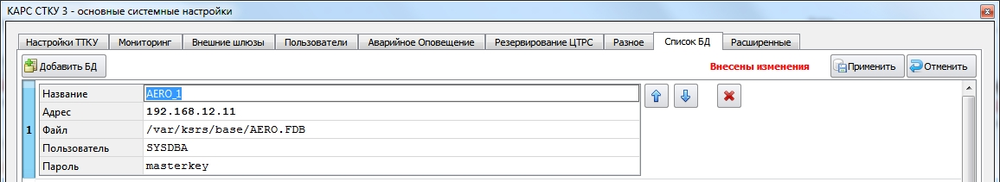 КАРС СТКУ 3 - основные системные настройки
Настройки ТТКУ Мониторинг Внешние шлюзы Пользователи Аварийное Оповещение Резервирование ЦТРС Разное Список БД Расширенные
Добавить БД Внесены изменения Применить Отменить
1
Название AERO_1
Адрес 192.168.12.11
Файл /var/ksrs/base/AERO.FDB
Пользователь SYSDBA
Пароль masterkey